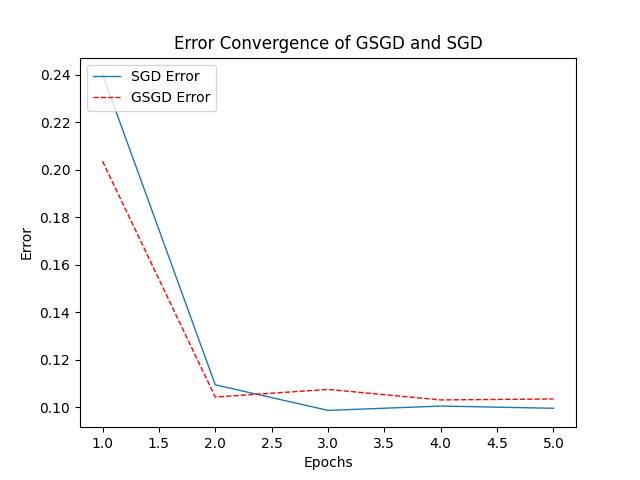 Error Convergence of GSGD and SGD
SGD Error
GSGD Error
0.24
0.22
0.20
0.18
0.16
0.14
0.12
0.10
Error
1.0 1.5 2.0 2.5 3.0 3.5 4.0 4.5 5.0
Epochs